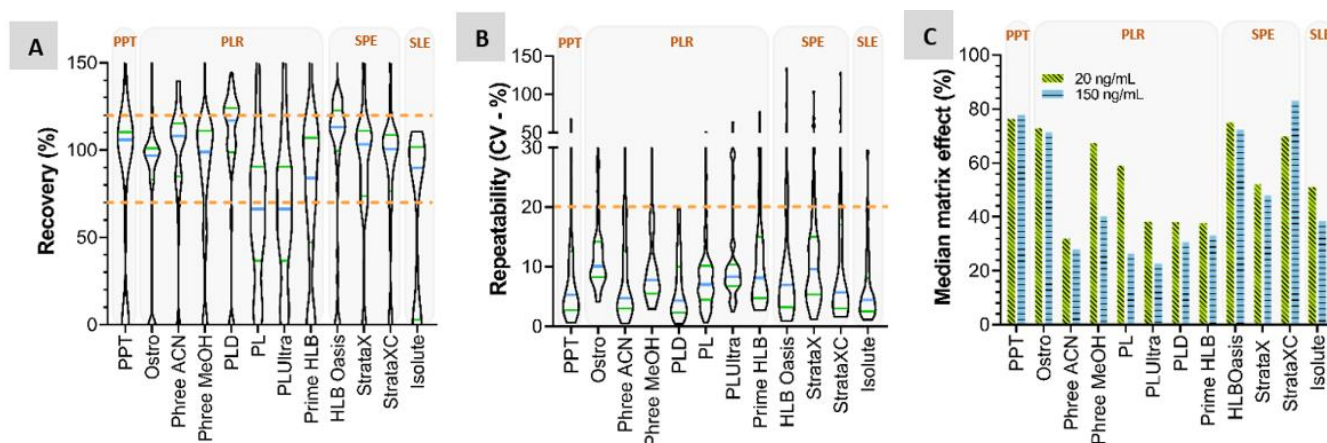 A
PPT
PLR
SPE
SLE
Recovery (%)
150
100
50
0
PPT
Ostro
Phree ACN
Phree MeOH
PLD
PL
PLUltra
Prime HLB
HLB Oasis
StrataX
StrataXC
Isolute
B
PPT
PLR
SPE
SLE
Repeatability (CV - %)
150
100
50
30
20
10
0
PPT
Ostro
Phree ACN
Phree MeOH
PLD
PL
PLUltra
Prime HLB
HLB Oasis
StrataX
StrataXC
Isolute
C
PPT
PLR
SPE
SLE
Median matrix effect (%)
100
80
60
40
20
0
20 ng/mL
150 ng/mL
PPT
Ostro
Phree ACN
Phree MeOH
PL
PLUltra
PLD
Prime HLB
HLBOasis
StrataX
StrataXC
Isolute